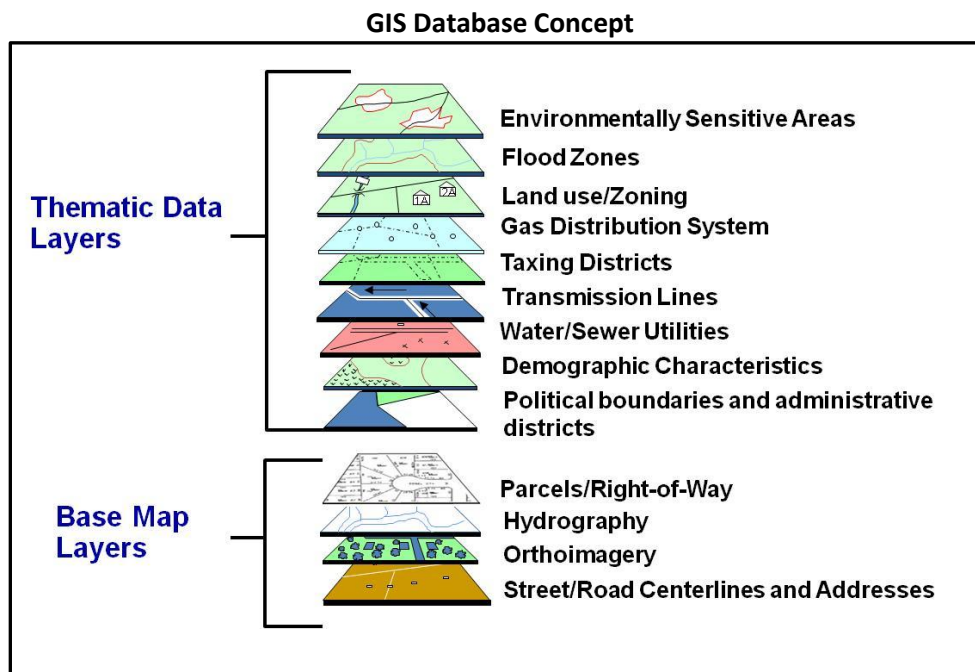 GIS Database Concept
Thematic Data
Layers
Environmentally Sensitive Areas
Flood Zones
Land use/Zoning
1A
2A
Gas Distribution System
Taxing Districts
Transmission Lines
Water/Sewer Utilities
Demographic Characteristics
Political boundaries and administrative
districts
Base Map
Layers
Parcels/Right-of-Way
Hydrography
Orthoimagery
Street/Road Centerlines and Addresses